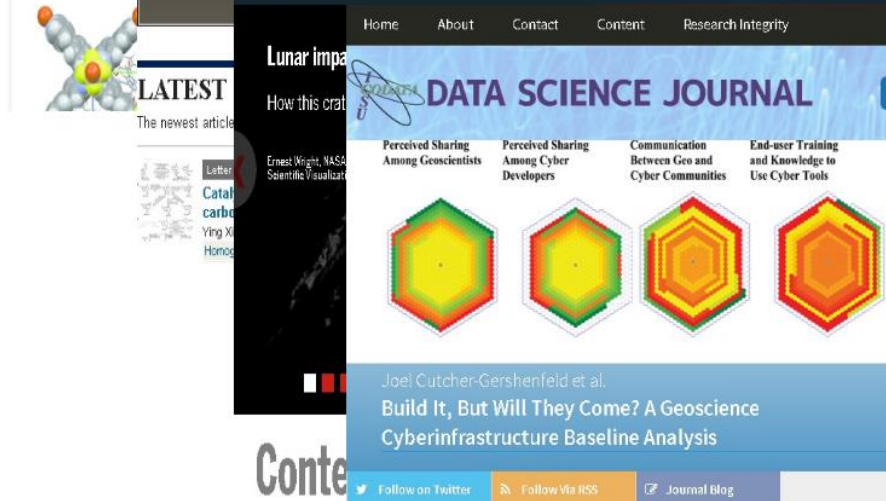 LATEST
The newest article
Letter
Catal
carbo
Ying Xi
Homog
Lunar impa
How this crat
Ernest Wright, NASA
Scientific Visualizati
Conte
Home About Contact Content Research Integrity
DATA SCIENCE JOURNAL
Perceived Sharing
Among Geoscientists
Perceived Sharing
Among Cyber
Developers
Communication
Between Geo and
Cyber Communities
End-user Training
and Knowledge to
Use Cyber Tools
Joel Cutcher-Gershenfeld et al.
Build It, But Will They Come? A Geoscience
Cyberinfrastructure Baseline Analysis
Follow on Twitter Follow Via RSS Journal Blog